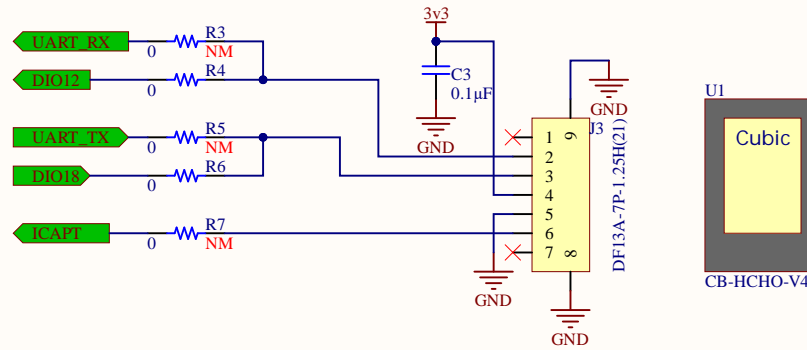 3v3
UART_RX
0
R3
NM
DIO12
0
R4
C3
0.1µF
GND
GND
UART_TX
0
R5
NM
DIO18
0
R6
ICAPT
0
R7
NM
J3
1
2
3
4
5
6
7
9
8
DF13A-7P-1.25H(21)
GND
GND
U1
Cubic
CB-HCHO-V4